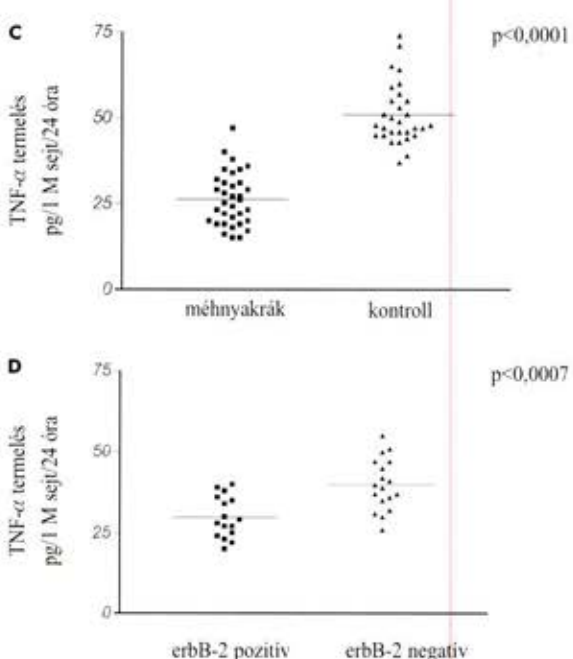 C
p<0,0001
TNF-α termelés
pg/1 M sejt/24 óra
75
50
25
0
méhnyakrák kontroll
D
p<0,0007
TNF-α termelés
pg/1 M sejt/24 óra
75
50
25
0
erbB-2 pozitív erbB-2 negatív